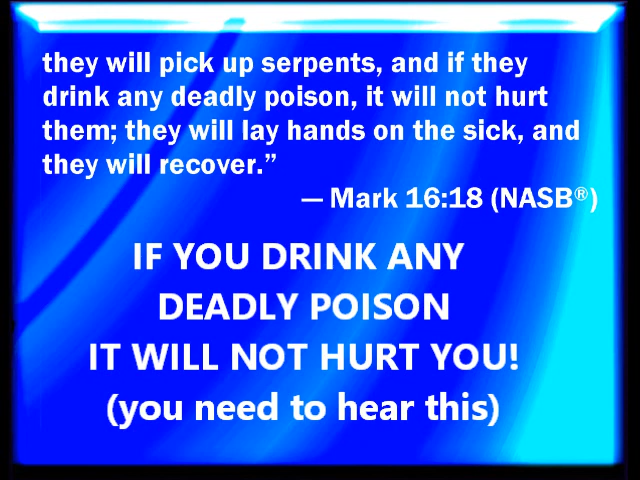 they will pick up serpents, and if they
drink any deadly poison, it will not hurt
them; they will lay hands on the sick, and
they will recover.”
— Mark 16:18 (NASB®)
IF YOU DRINK ANY
DEADLY POISON
IT WILL NOT HURT YOU!
(you need to hear this)